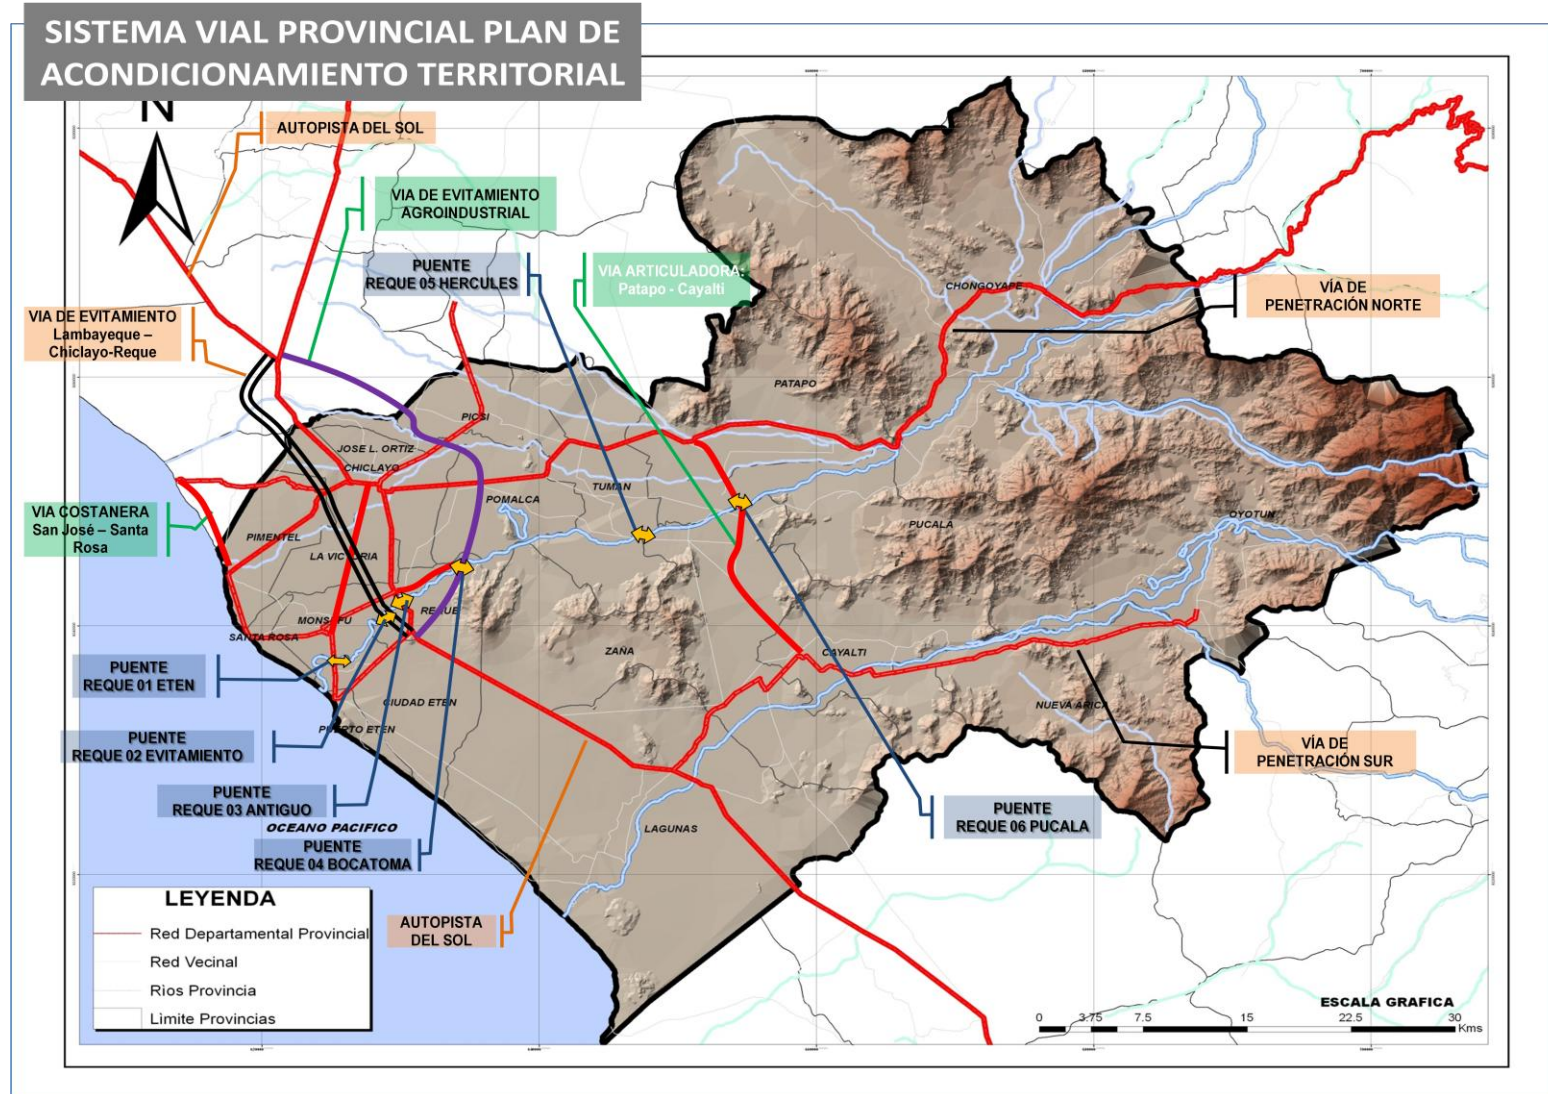 SISTEMA VIAL PROVINCIAL PLAN DE
ACONDICIONAMIENTO TERRITORIAL
N
AUTOPISTA DEL SOL
VIA DE EVITAMIENTO
AGROINDUSTRIAL
PUENTE
REQUE 05 HERCULES
VIA ARTICULADORA:
Patapo - Cayalti
CHONGOYAPE
VÍA DE
PENETRACIÓN NORTE
VIA DE EVITAMIENTO
Lambayeque –
Chiclayo-Reque
PATAPO
PICSI
JOSE L. ORTIZ
CHICLAYO
TUMAN
POMALCA
VIA COSTANERA
San José – Santa
Rosa
PIMENTEL
LA VICTORIA
PUCALA
OYOTUN
REQUE
MONSEFU
SANTA ROSA
ZAÑA
CAYALTI
PUENTE
REQUE 01 ETEN
CIUDAD ETEN
PUERTO ETEN
NUEVA ARICA
PUENTE
REQUE 02 EVITAMIENTO
VÍA DE
PENETRACIÓN SUR
PUENTE
REQUE 03 ANTIGUO
OCEANO PACIFICO
LAGUNAS
PUENTE
REQUE 06 PUCALA
PUENTE
REQUE 04 BOCATOMA
AUTOPISTA
DEL SOL
LEYENDA
Red Departamental Provincial
Red Vecinal
Rios Provincia
Limite Provincias
ESCALA GRAFICA
0 3.75 7.5 15 22.5 30
Kms